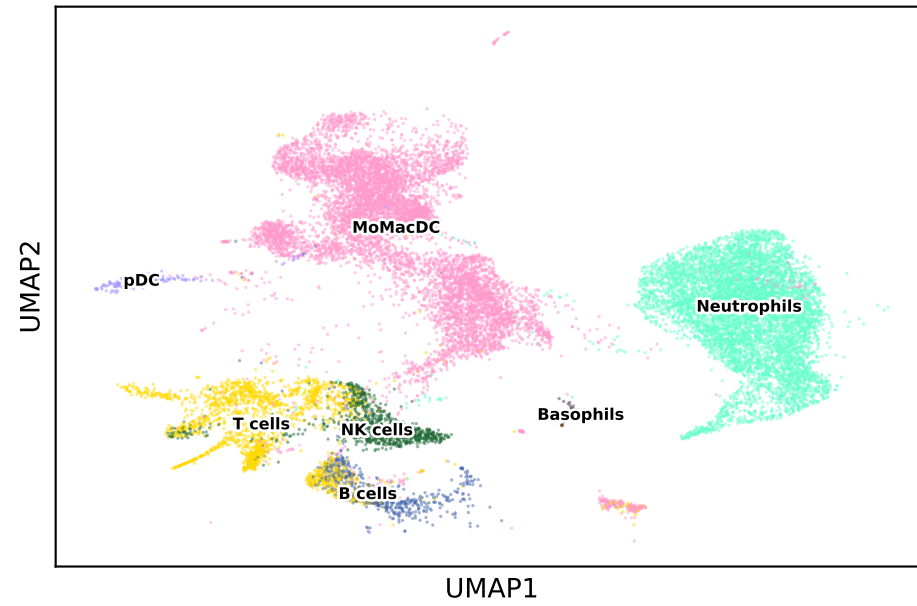 MoMacDC
pDC
Neutrophils
Basophils
T cells
NK cells
B cells
UMAP1
UMAP2